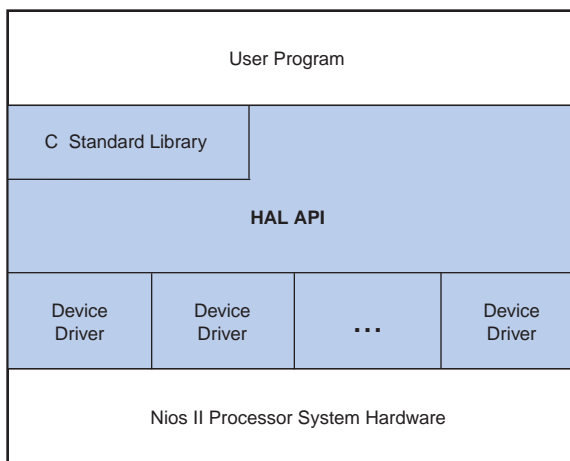 User Program
C Standard Library
HAL API
Device
Driver
Device
Driver
...
Device
Driver
Nios II Processor System Hardware